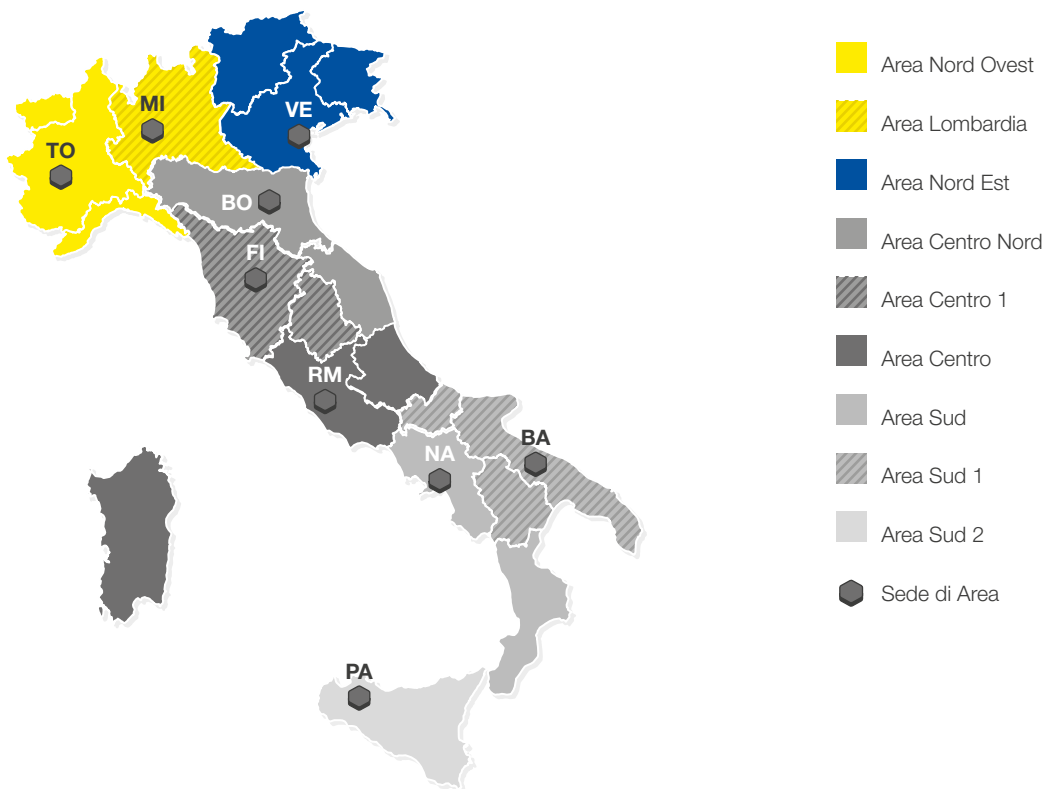 MI
VE
TO
BO
FI
RM
BA
NA
PA
Area Nord Ovest
Area Lombardia
Area Nord Est
Area Centro Nord
Area Centro 1
Area Centro
Area Sud
Area Sud 1
Area Sud 2
Sede di Area